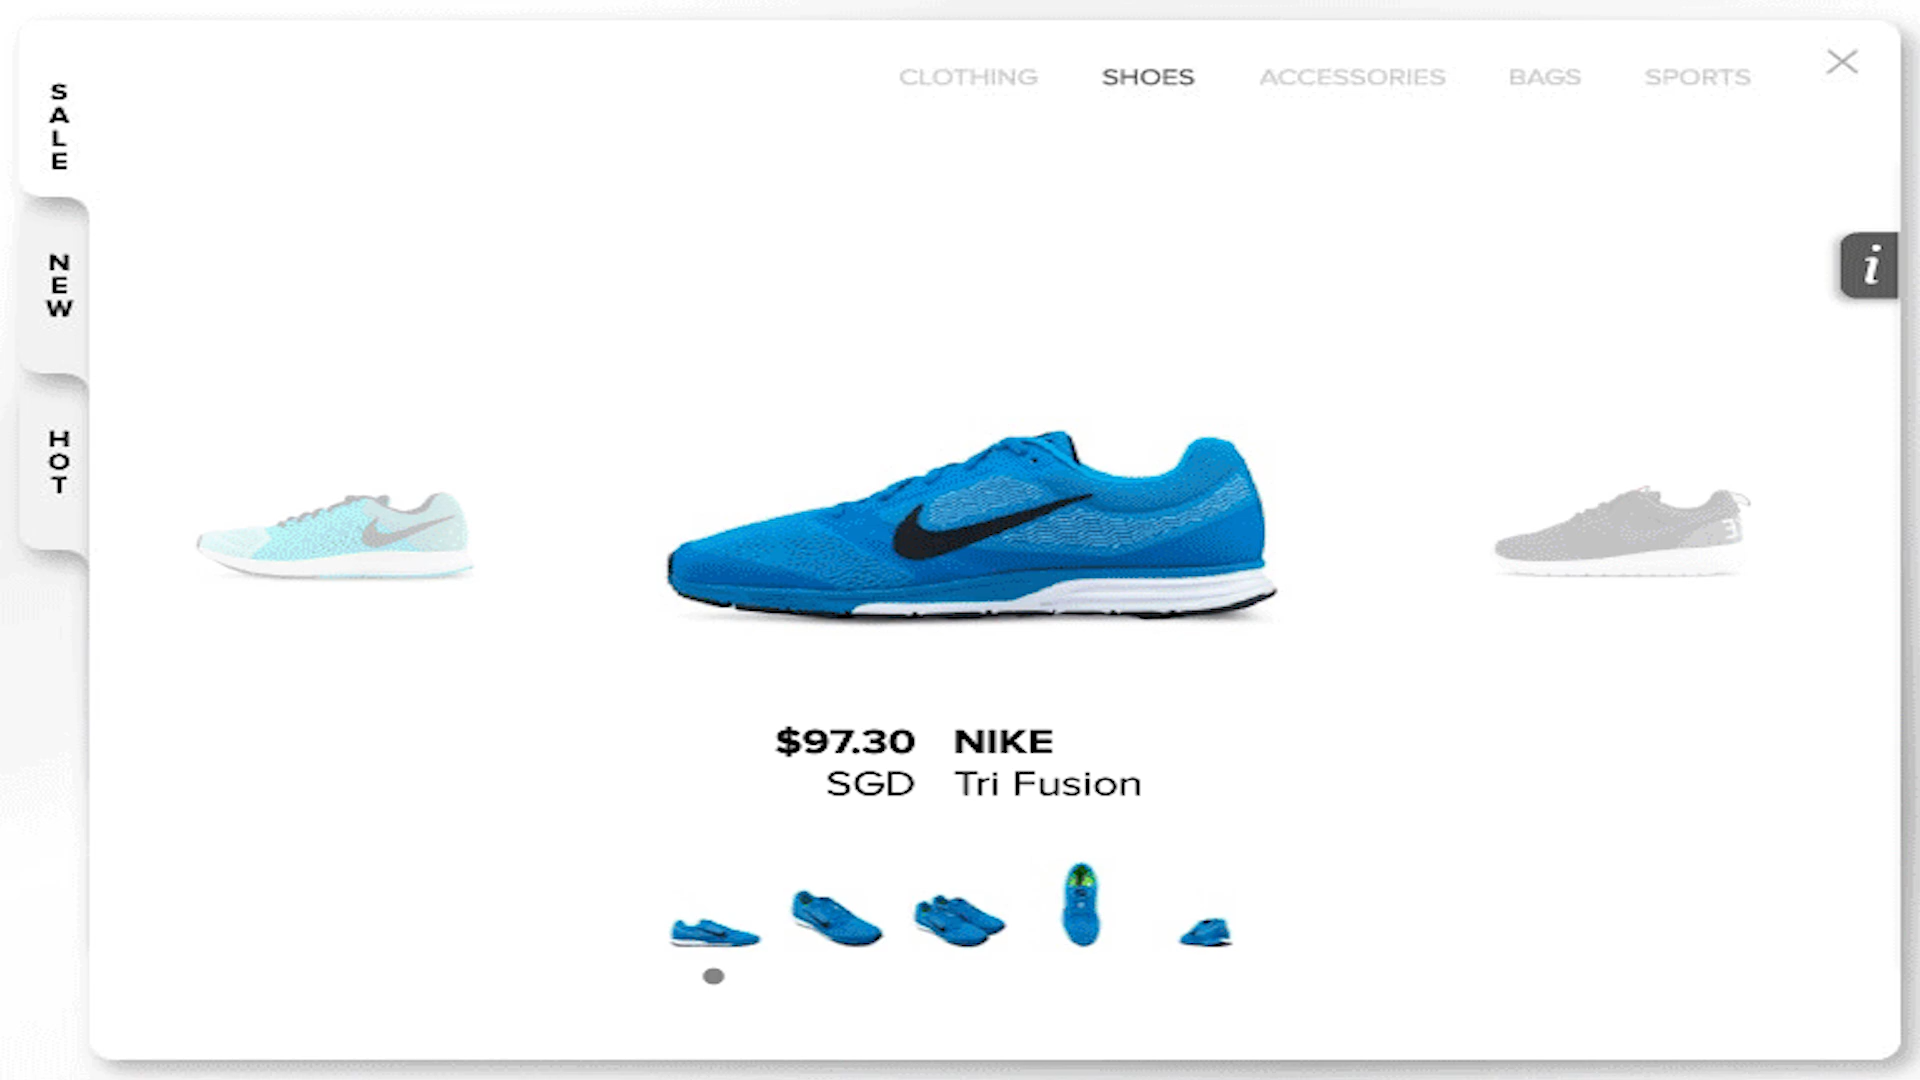 CLOTHING SHOES ACCESSORIES BAGS SPORTS
SALE
NEW
HOT
i
$97.30 NIKE
SGD Tri Fusion